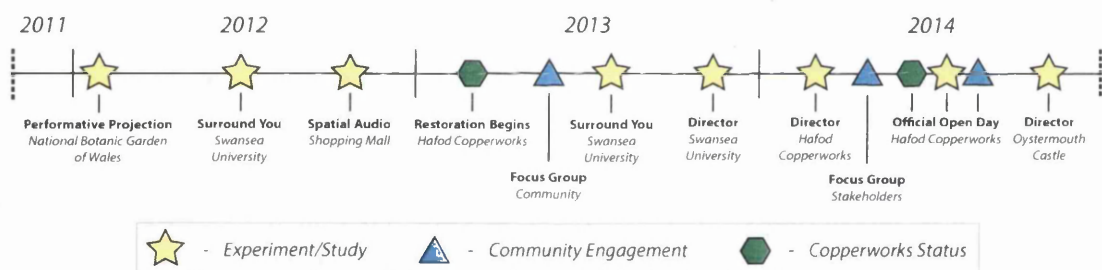 2011
2012
2013
2014
Performative Projection
National Botanic Garden
of Wales
Surround You
Swansea
University
Spatial Audio
Shopping Mall
Restoration Begins
Hafod Copperworks
Focus Group
Community
Surround You
Swansea
University
Director
Swansea
University
Director
Hafod
Copperworks
Focus Group
Stakeholders
Official Open Day
Hafod Copperworks
Director
Oystermouth
Castle
- Experiment/Study
- Community Engagement
- Copperworks Status